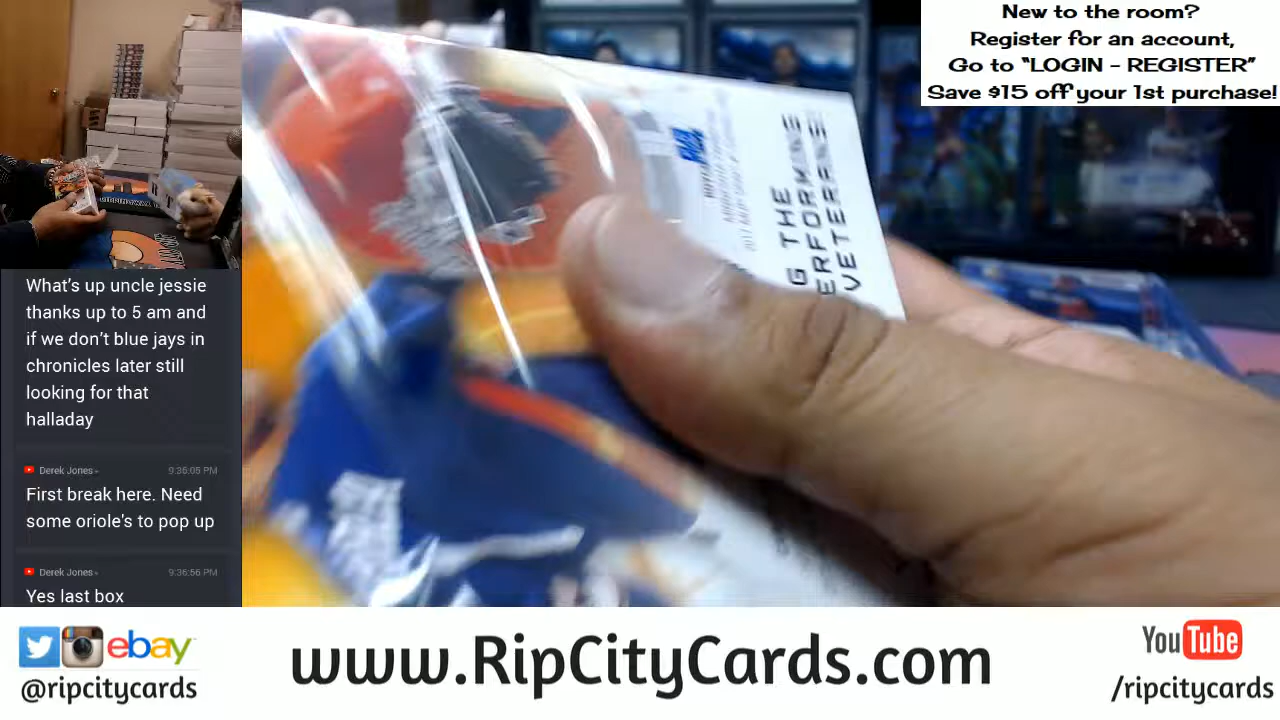 New to the room?
Register for an account,
Go to "LOGIN - REGISTER"
Save $15 off your 1st purchase!
G THE
ERFORMING
VETERANS
What's up uncle jessie
thanks up to 5 am and
if we don't blue jays in
chronicles later still
looking for that
halladay
Derek Jones
9:36:05 PM
First break here. Need
some oriole's to pop up
Derek Jones
9:36:56 PM
Yes last box
ebay
@ripcitycards
www.RipCityCards.com
YouTube
/ripcitycards